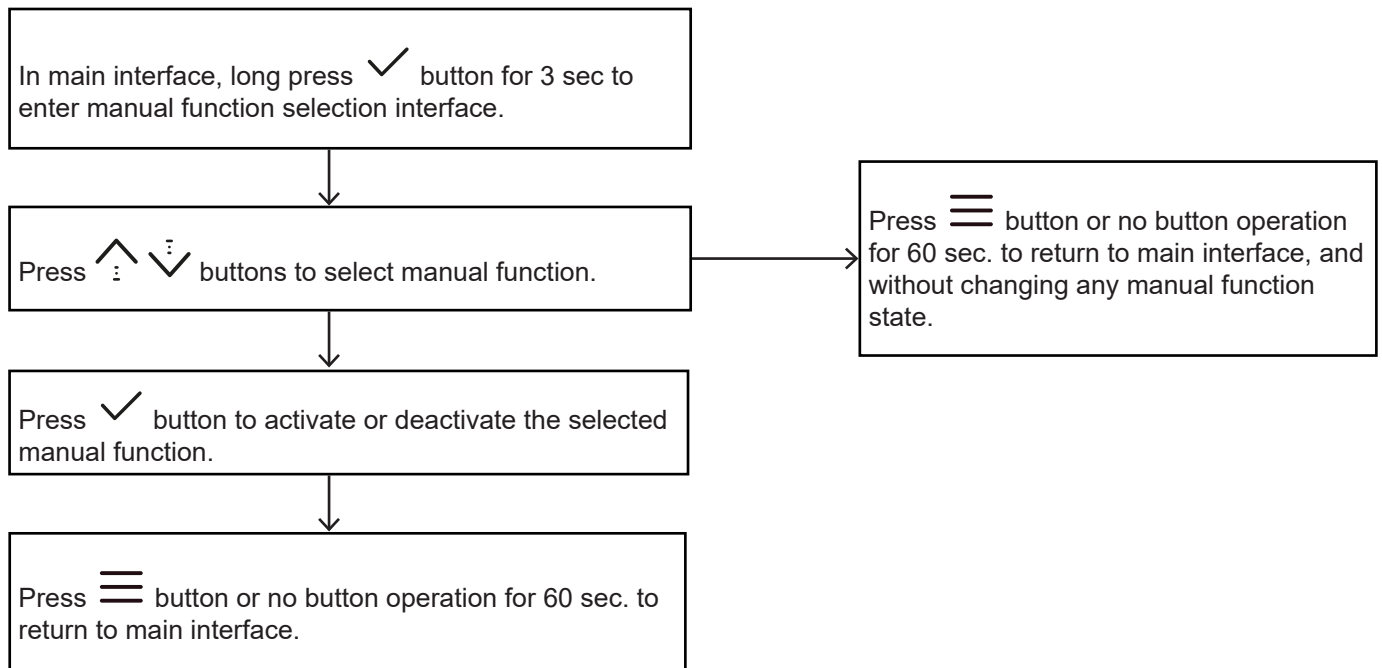 In main interface, long press button for 3 sec to
enter manual function selection interface.
Press buttons to select manual function.
Press button or no button operation
for 60 sec. to return to main interface, and
without changing any manual function
state.
Press button to activate or deactivate the selected
manual function.
Press button or no button operation for 60 sec. to
return to main interface.